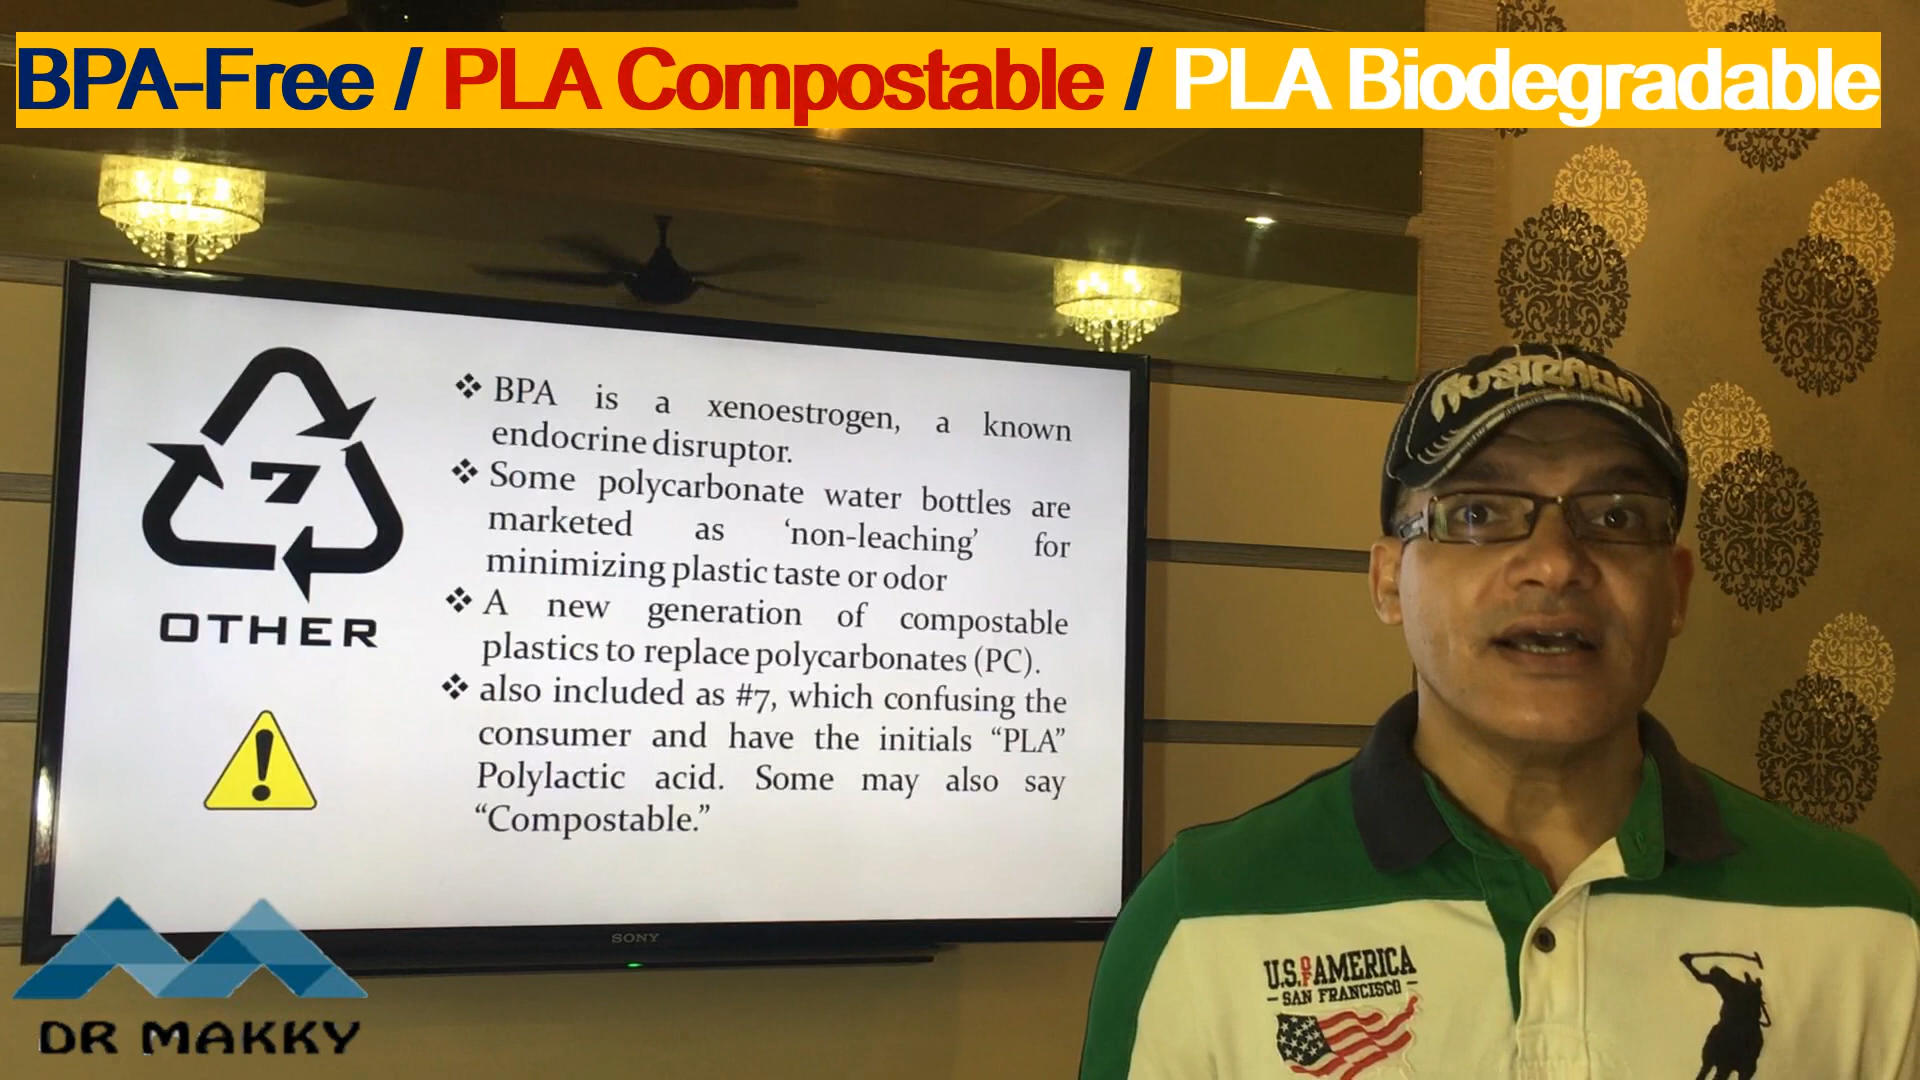 BPA-Free / PLA Compostable / PLA Biodegradable
7
OTHER
❖ BPA is a xenoestrogen, a known
endocrine disruptor.
❖ Some polycarbonate water bottles are
marketed as ‘non-leaching’ for
minimizing plastic taste or odor
❖ A new generation of compostable
plastics to replace polycarbonates (PC).
❖ also included as #7, which confusing the
consumer and have the initials “PLA”
Polylactic acid. Some may also say
“Compostable.”
SONY
DR MAKKY
AUSTRALIA
U.S. OF AMERICA
- SAN FRANCISCO -